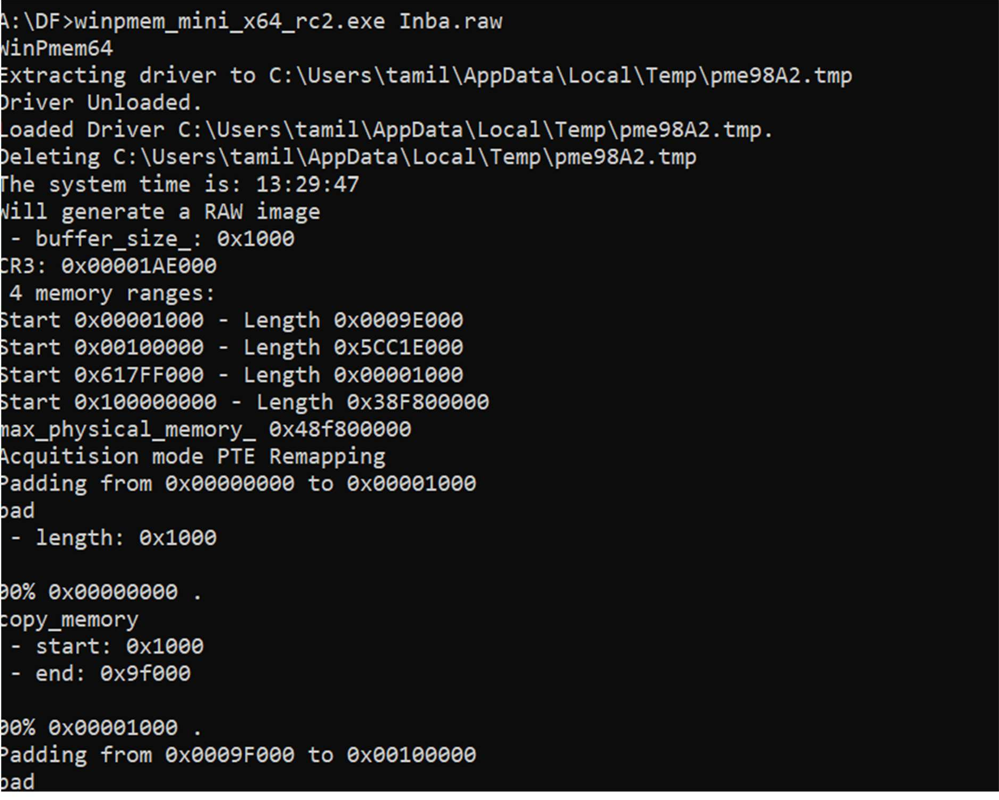 A:\DF>winpmem_mini_x64_rc2.exe Inba.raw
WinPmem64
Extracting driver to C:\Users\tamil\AppData\Local\Temp\pme98A2.tmp
Driver Unloaded.
Loaded Driver C:\Users\tamil\AppData\Local\Temp\pme98A2.tmp.
Deleting C:\Users\tamil\AppData\Local\Temp\pme98A2.tmp
The system time is: 13:29:47
Will generate a RAW image
 - buffer_size_: 0x1000
CR3: 0x00001AE000
 4 memory ranges:
Start 0x00001000 - Length 0x0009E000
Start 0x00100000 - Length 0x5CC1E000
Start 0x617FF000 - Length 0x00001000
Start 0x100000000 - Length 0x38F800000
max_physical_memory_ 0x48f800000
Acquitision mode PTE Remapping
Padding from 0x00000000 to 0x00001000
pad
 - length: 0x1000
00% 0x00000000 .
copy_memory
 - start: 0x1000
 - end: 0x9f000
00% 0x00001000 .
Padding from 0x0009F000 to 0x00100000
pad